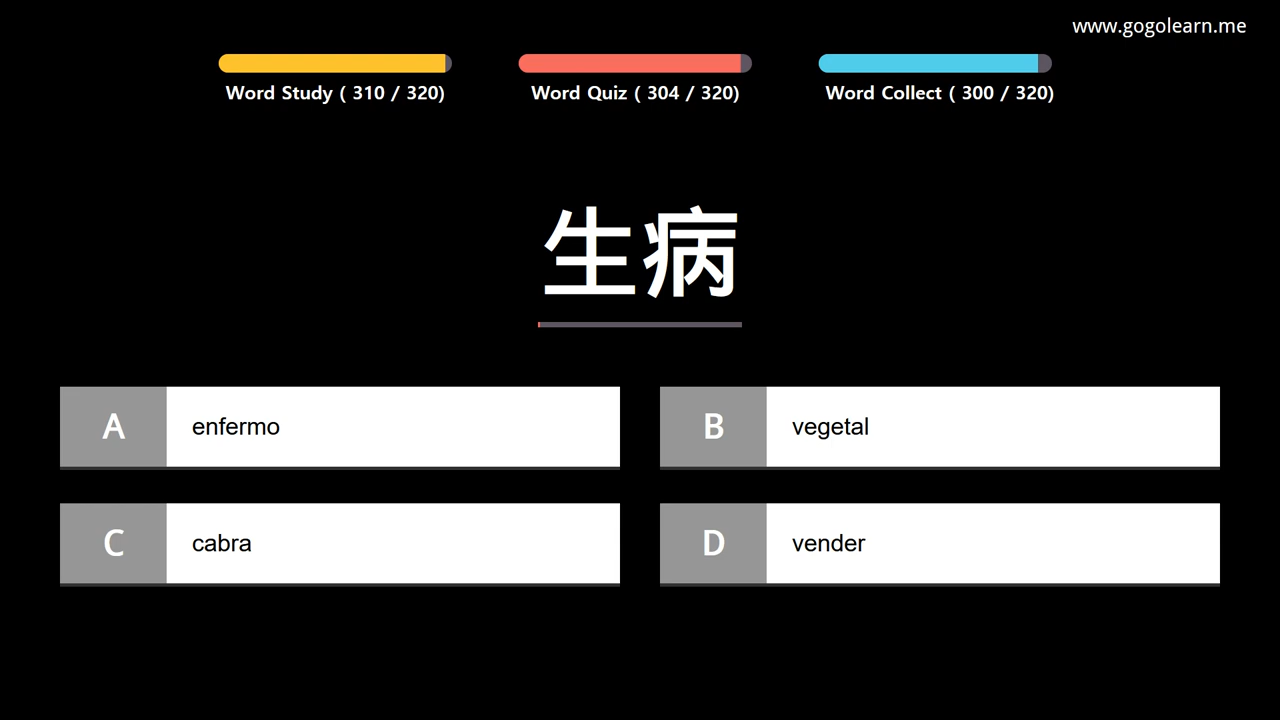 www.gogolearn.me
Word Study ( 310 / 320)
Word Quiz ( 304 / 320)
Word Collect ( 300 / 320)
生病
A enfermo
B vegetal
C cabra
D vender